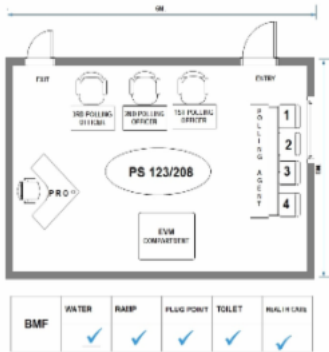 6M
EXIT
ENTRY
3RD POLLING OFFICER
2ND POLLING OFFICER
1ST POLLING OFFICER
POLLING AGENT
1
2
3
4
PS 123/208
PRO
EVM
COMPARTMENT
BMF
WATER
RAMP
PLUG POINT
TOILET
HEALTH CARE